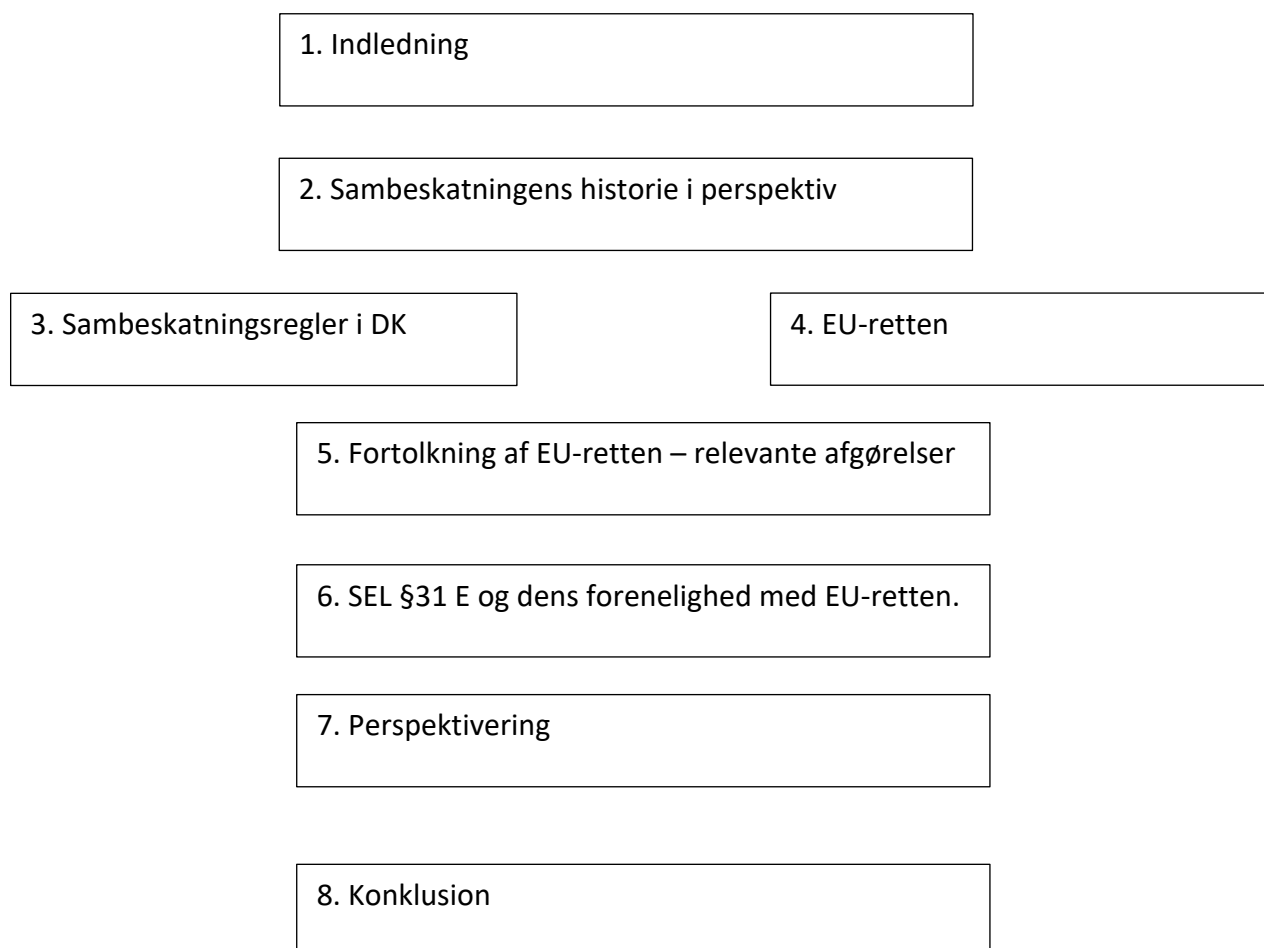 1. Indledning
2. Sambeskatningens historie i perspektiv
3. Sambeskatningsregler i DK
4. EU-retten
5. Fortolkning af EU-retten – relevante afgørelser
6. SEL §31 E og dens forenelighed med EU-retten.
7. Perspektivering
8. Konklusion